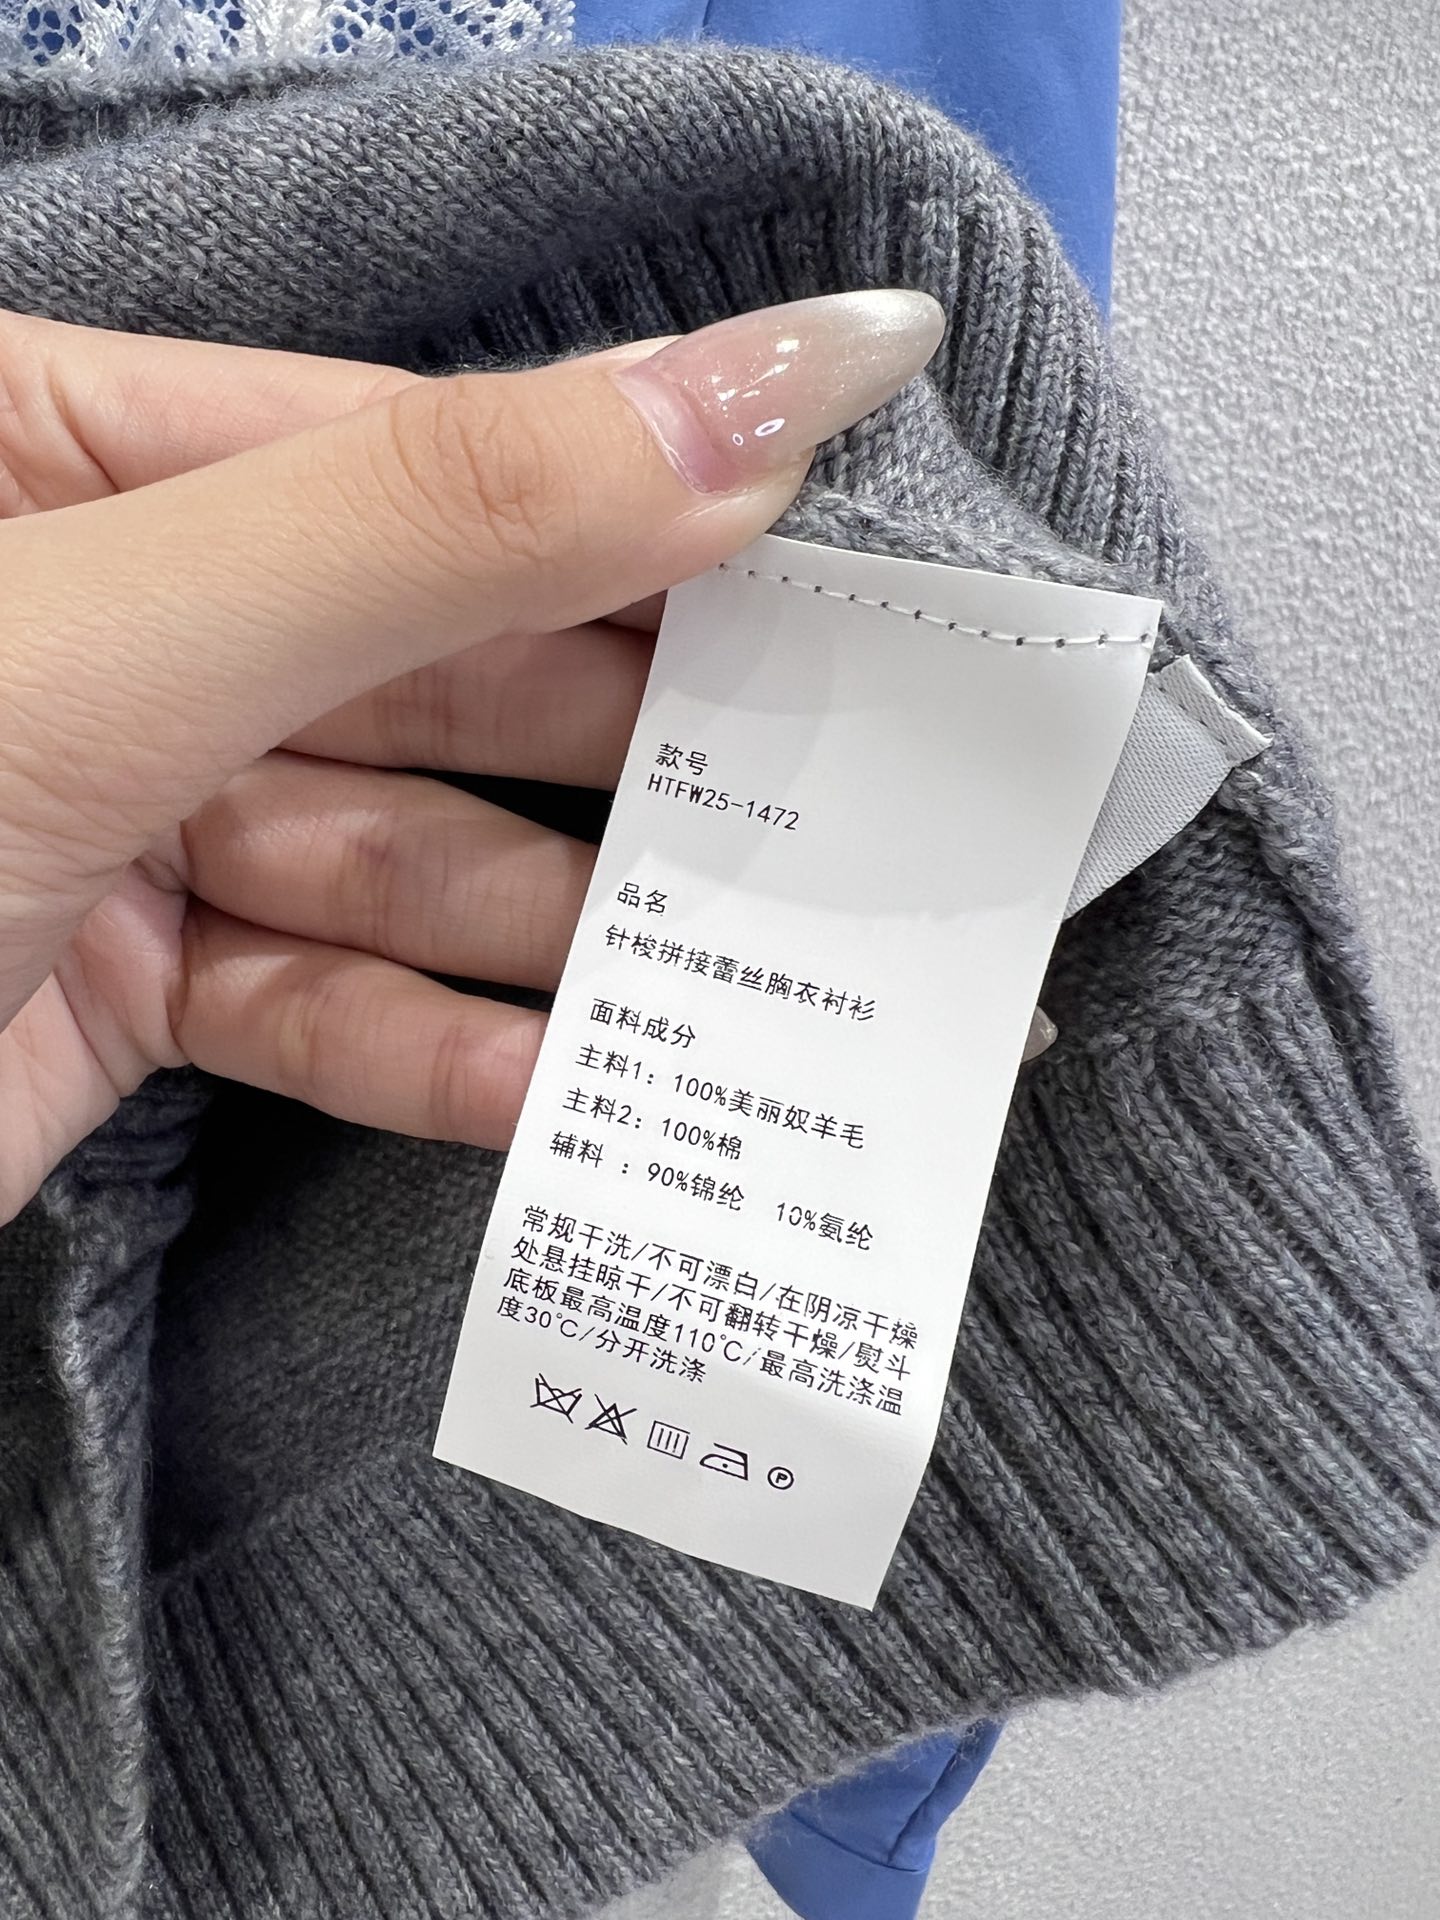 款号
HTFW25-1472
品名
针梭拼接蕾丝胸衣衬衫
面料成分
主料1：100%美丽奴羊毛
主料2：100%棉
辅料 ：90%锦纶 10%氨纶
常规干洗/不可漂白/在阴凉干燥
处悬挂晾干/不可翻转干燥/熨斗
底板最高温度110℃/最高洗涤温
度30℃/分开洗涤
P